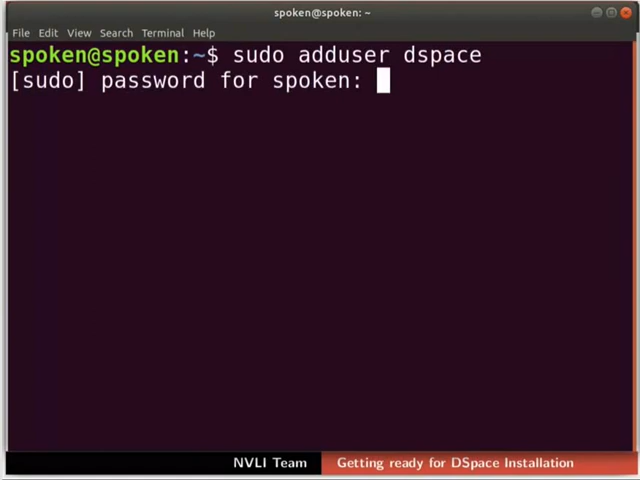 spoken@spoken: ~
File Edit View Search Terminal Help
spoken@spoken:~$ sudo adduser dspace
[sudo] password for spoken:
NVLI Team Getting ready for DSpace Installation